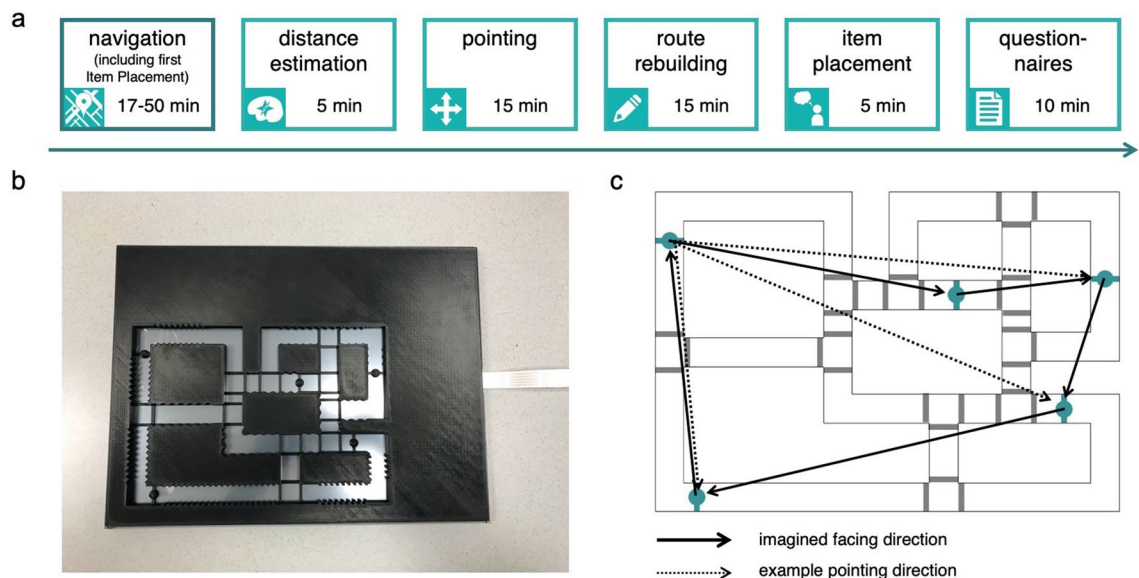 a
navigation
(including first
Item Placement)
17-50 min
distance
estimation
5 min
pointing
15 min
route
rebuilding
15 min
item
placement
5 min
question-
naires
10 min
b
c
imagined facing direction
example pointing direction